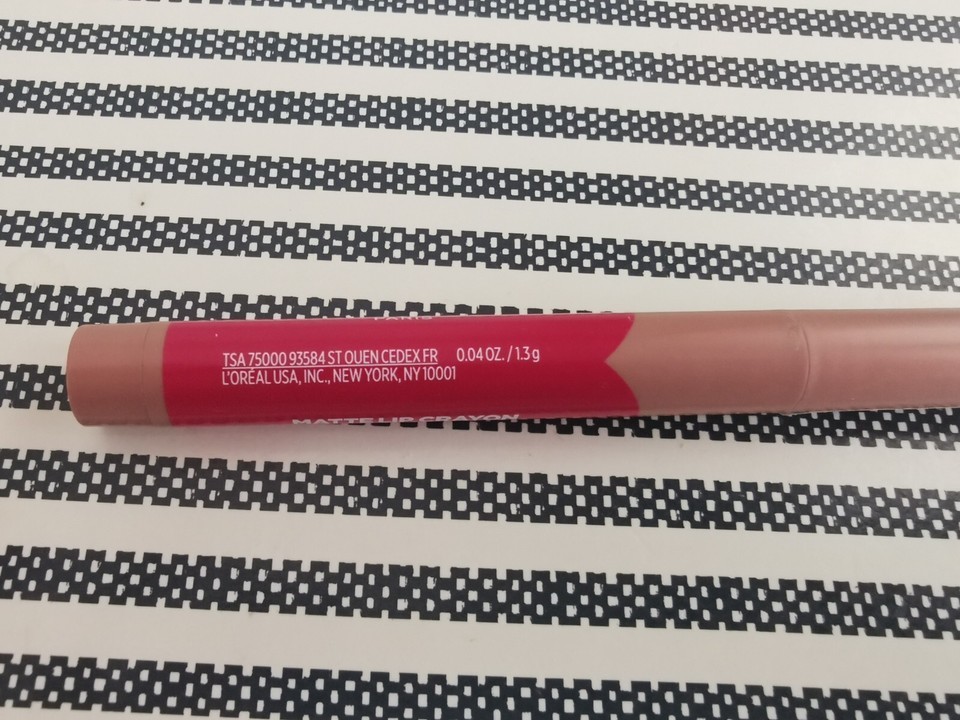 TSA 75000 93584 ST OUEN CEDEX FR 0.04 OZ. / 1.3 g
L'ORÉAL USA, INC., NEW YORK, NY 10001
MATTE LIP CRAYON